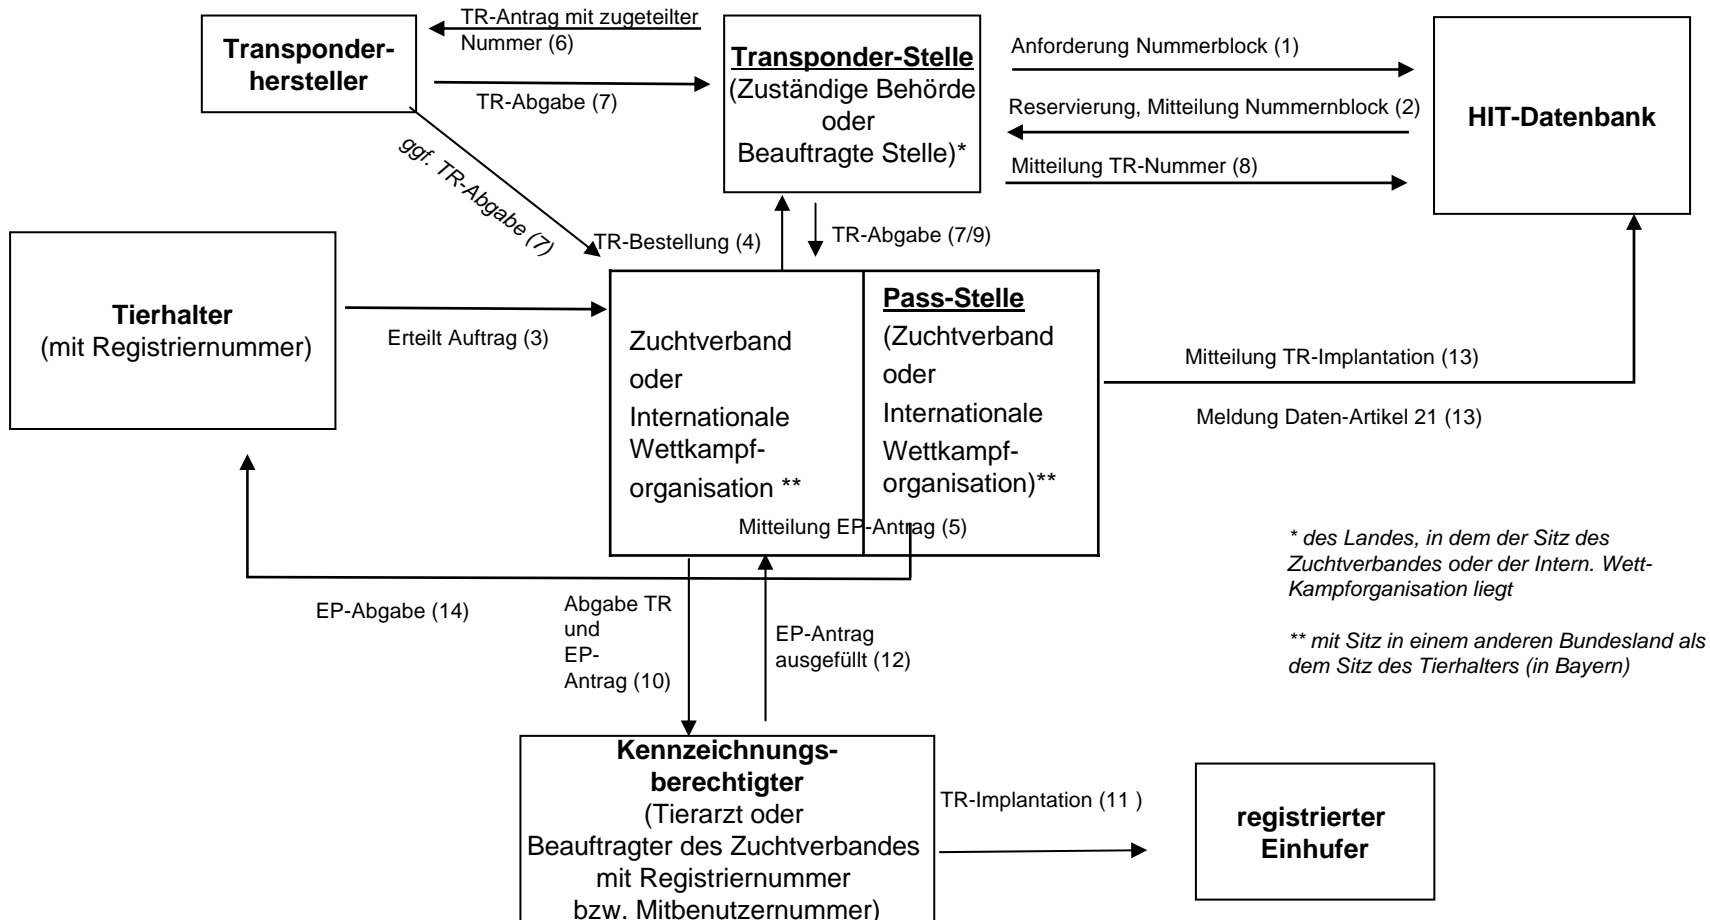 TR-Antrag mit zugeteilter
Nummer (6)
Transponder-
hersteller
TR-Abgabe (7)
ggf. TR-Abgabe (7)
Transponder-Stelle
(Zuständige Behörde
oder
Beauftragte Stelle)*
Anforderung Nummerblock (1)
Reservierung, Mitteilung Nummernblock (2)
Mitteilung TR-Nummer (8)
HIT-Datenbank
TR-Bestellung (4)
TR-Abgabe (7/9)
Tierhalter
(mit Registriernummer)
Erteilt Auftrag (3)
Zuchtverband
oder
Internationale
Wettkampf-
organisation **
Pass-Stelle
(Zuchtverband
oder
Internationale
Wettkampf-
organisation)**
Mitteilung EP-Antrag (5)
Mitteilung TR-Implantation (13)
Meldung Daten-Artikel 21 (13)
* des Landes, in dem der Sitz des
Zuchtverbandes oder der Intern. Wett-
Kampforganisation liegt
** mit Sitz in einem anderen Bundesland als
dem Sitz des Tierhalters (in Bayern)
EP-Abgabe (14)
Abgabe TR
und
EP-
Antrag (10)
EP-Antrag
ausgefüllt (12)
Kennzeichnungs-
berechtigter
(Tierarzt oder
Beauftragter des Zuchtverbandes
mit Registriernummer
bzw. Mitbenutzernummer)
TR-Implantation (11 )
registrierter
Einhufer